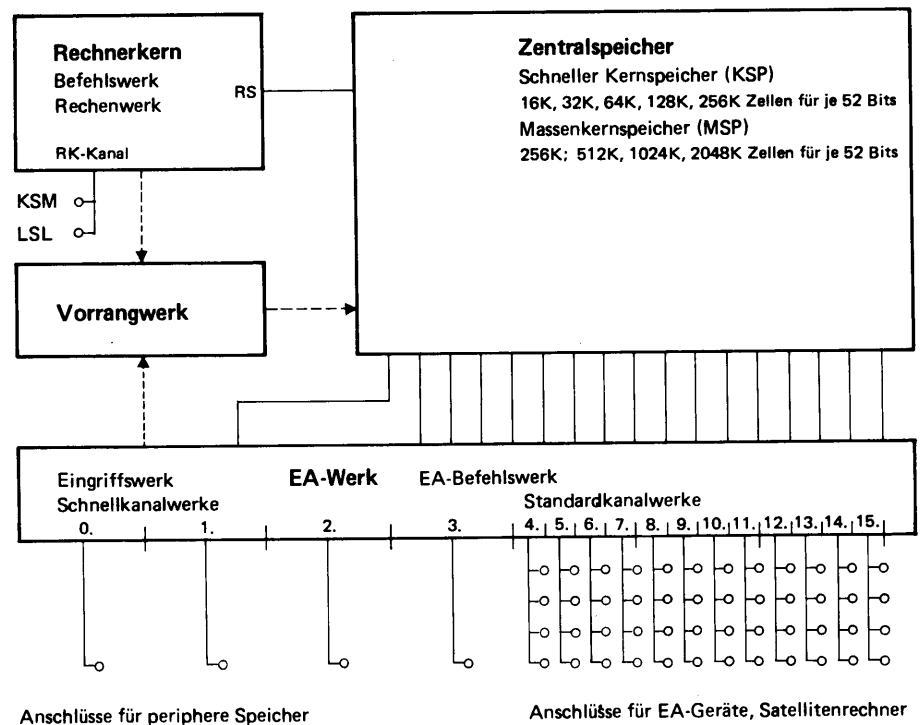 Rechnerkern
Befehlswerk
Rechenwerk
RS
RK-Kanal
KSM
LSL
Zentralspeicher
Schneller Kernspeicher (KSP)
16K, 32K, 64K, 128K, 256K Zellen für je 52 Bits
Massenkernspeicher (MSP)
256K; 512K, 1024K, 2048K Zellen für je 52 Bits
Vorrangwerk
Eingriffswerk
EA-Werk
EA-Befehlswerk
Schnellkanalwerke
Standardkanalwerke
0. 1. 2. 3. 4. 5. 6. 7. 8. 9. 10. 11. 12. 13. 14. 15.
Anschlüsse für periphere Speicher
Anschlüsse für EA-Geräte, Satellitenrechner